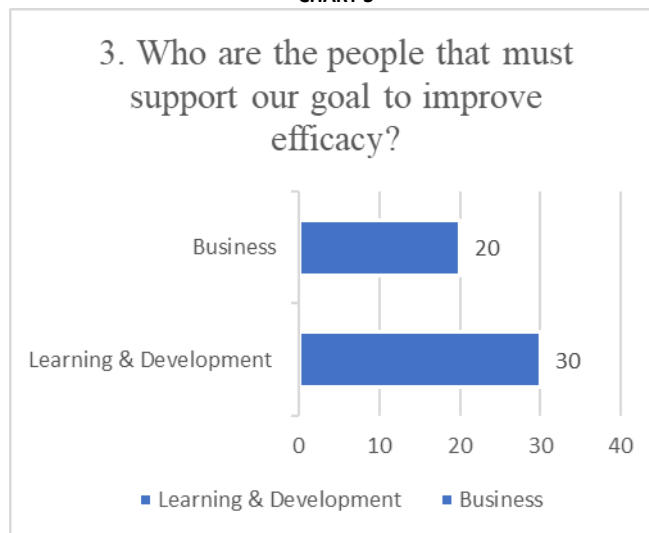 3. Who are the people that must
support our goal to improve
efficacy?
Business
20
Learning & Development
30
0 10 20 30 40
Learning & Development Business